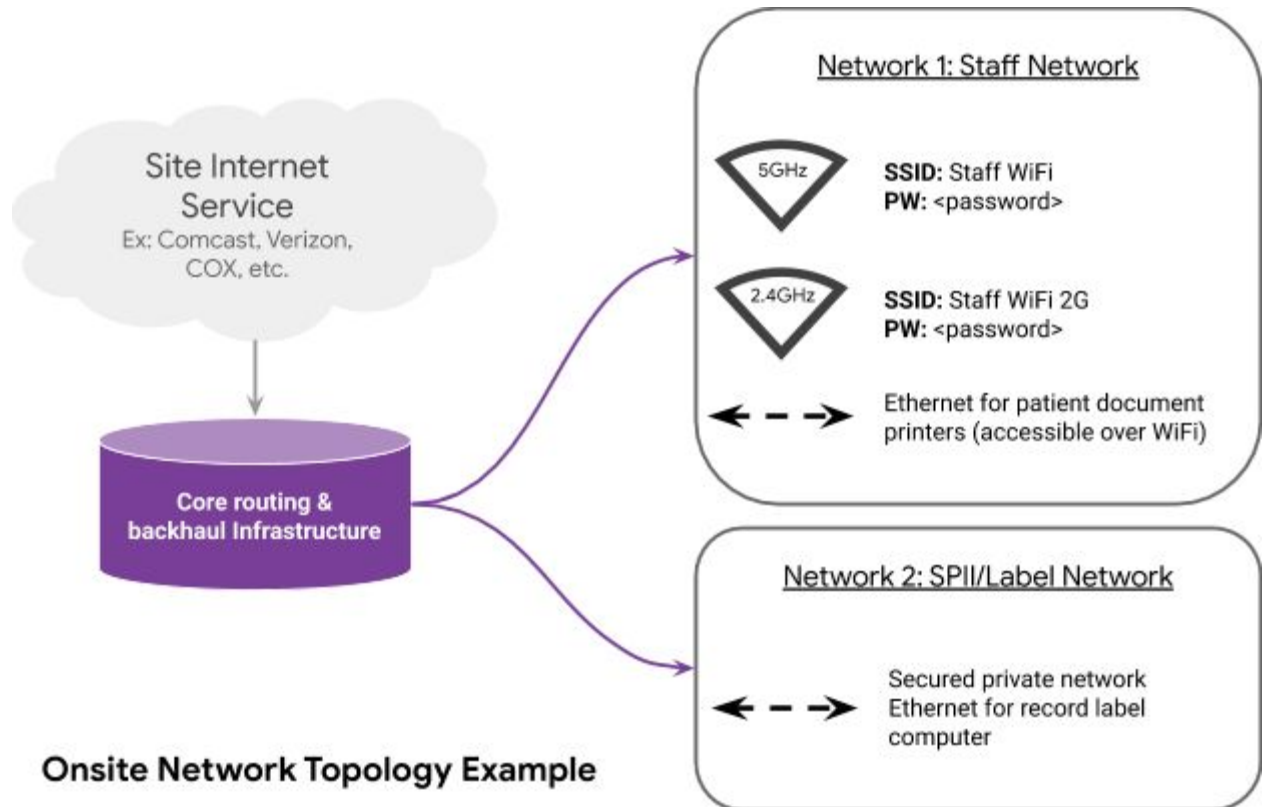 Site Internet
Service
Ex: Comcast, Verizon,
COX, etc.
Core routing &
backhaul Infrastructure
Network 1: Staff Network
5GHz
SSID: Staff WiFi
PW: <password>
2.4GHz
SSID: Staff WiFi 2G
PW: <password>
Ethernet for patient document
printers (accessible over WiFi)
Network 2: SPII/Label Network
Secured private network
Ethernet for record label
computer
Onsite Network Topology Example